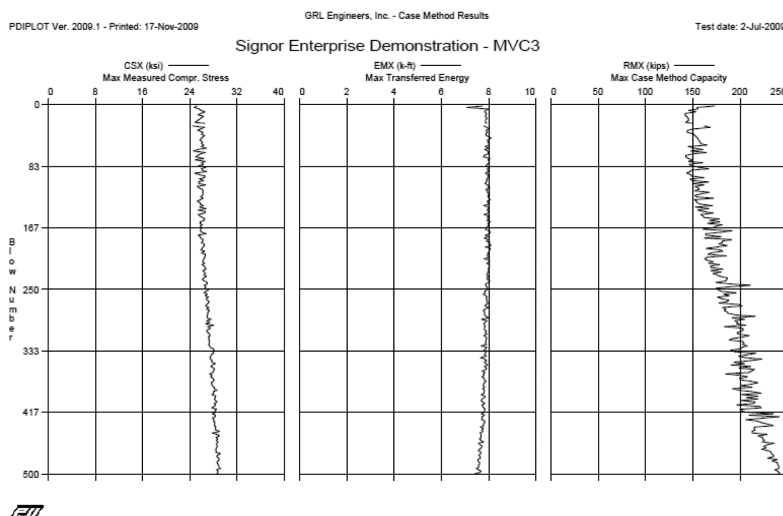 GRL Engineers, Inc. - Case Method Results
PDIPLOT Ver. 2009.1 - Printed: 17-Nov-2009
Test date: 2-Jul-2009
Signor Enterprise Demonstration - MVC3
CSX (ksi)
Max Measured Compr. Stress
EMX (k-ft)
Max Transferred Energy
RMX (kips)
Max Case Method Capacity
0 8 16 24 32 40
0 2 4 6 8 10
0 50 100 150 200 250
Blow Number
0
83
167
250
333
417
500